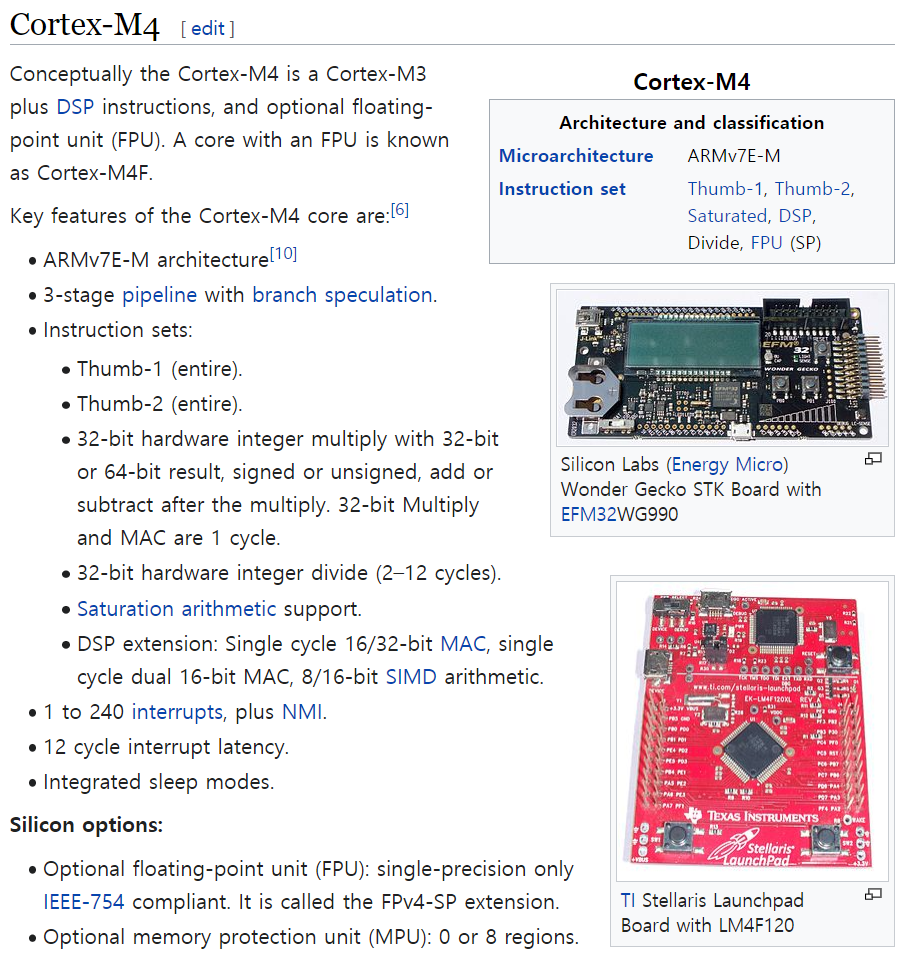 Cortex-M4 [ edit ]
Conceptually the Cortex-M4 is a Cortex-M3
plus DSP instructions, and optional floating-
point unit (FPU). A core with an FPU is known
as Cortex-M4F.
Key features of the Cortex-M4 core are:[6]
• ARMv7E-M architecture[10]
• 3-stage pipeline with branch speculation.
• Instruction sets:
• Thumb-1 (entire).
• Thumb-2 (entire).
• 32-bit hardware integer multiply with 32-bit
or 64-bit result, signed or unsigned, add or
subtract after the multiply. 32-bit Multiply
and MAC are 1 cycle.
• 32-bit hardware integer divide (2–12 cycles).
• Saturation arithmetic support.
• DSP extension: Single cycle 16/32-bit MAC, single
cycle dual 16-bit MAC, 8/16-bit SIMD arithmetic.
• 1 to 240 interrupts, plus NMI.
• 12 cycle interrupt latency.
• Integrated sleep modes.
Silicon options:
• Optional floating-point unit (FPU): single-precision only
IEEE-754 compliant. It is called the FPv4-SP extension.
• Optional memory protection unit (MPU): 0 or 8 regions.
Cortex-M4
Architecture and classification
Microarchitecture ARMv7E-M
Instruction set Thumb-1, Thumb-2,
Saturated, DSP,
Divide, FPU (SP)
J-Link
EFM32
RESET
WONDER GECKO
Silicon Labs (Energy Micro)
Wonder Gecko STK Board with
EFM32WG990
DEVICE
DEBUG
RESET
www.ti.com/stellaris-launchpad
EK-LM4F120XL REV
TEXAS INSTRUMENTS
Stellaris
LaunchPad
TI Stellaris Launchpad
Board with LM4F120